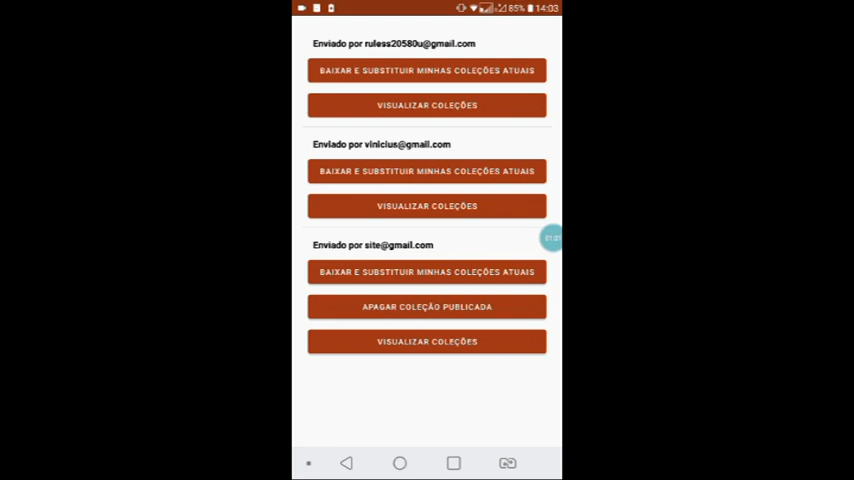 85% 14:03
Enviado por ruless20580u@gmail.com
BAIXAR E SUBSTITUIR MINHAS COLEÇÕES ATUAIS
VISUALIZAR COLEÇÕES
Enviado por vinicius@gmail.com
BAIXAR E SUBSTITUIR MINHAS COLEÇÕES ATUAIS
VISUALIZAR COLEÇÕES
01:01
Enviado por site@gmail.com
BAIXAR E SUBSTITUIR MINHAS COLEÇÕES ATUAIS
APAGAR COLEÇÃO PUBLICADA
VISUALIZAR COLEÇÕES